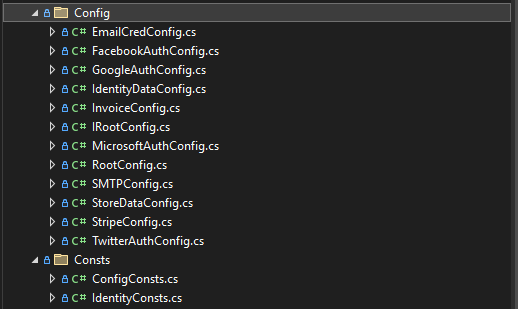 Config
C# EmailCredConfig.cs
C# FacebookAuthConfig.cs
C# GoogleAuthConfig.cs
C# IdentityDataConfig.cs
C# InvoiceConfig.cs
C# IRootConfig.cs
C# MicrosoftAuthConfig.cs
C# RootConfig.cs
C# SMTPConfig.cs
C# StoreDataConfig.cs
C# StripeConfig.cs
C# TwitterAuthConfig.cs
Consts
C# ConfigConsts.cs
C# IdentityConsts.cs